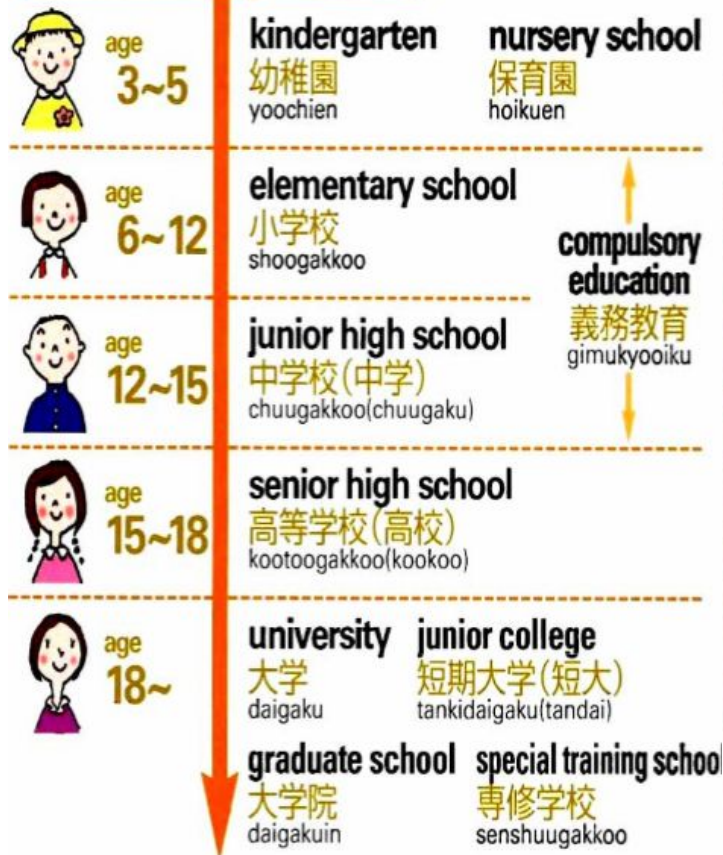 age
3~5
kindergarten
幼稚園
yoochien
nursery school
保育園
hoikuen
age
6~12
elementary school
小学校
shoogakkoo
compulsory
education
義務教育
gimukyooiku
age
12~15
junior high school
中学校(中学)
chuugakkoo(chuugaku)
age
15~18
senior high school
高等学校(高校)
kootoogakkoo(kookoo)
age
18~
university
大学
daigaku
junior college
短期大学(短大)
tankidaigaku(tandai)
graduate school
大学院
daigakuin
special training school
専修学校
senshuugakkoo